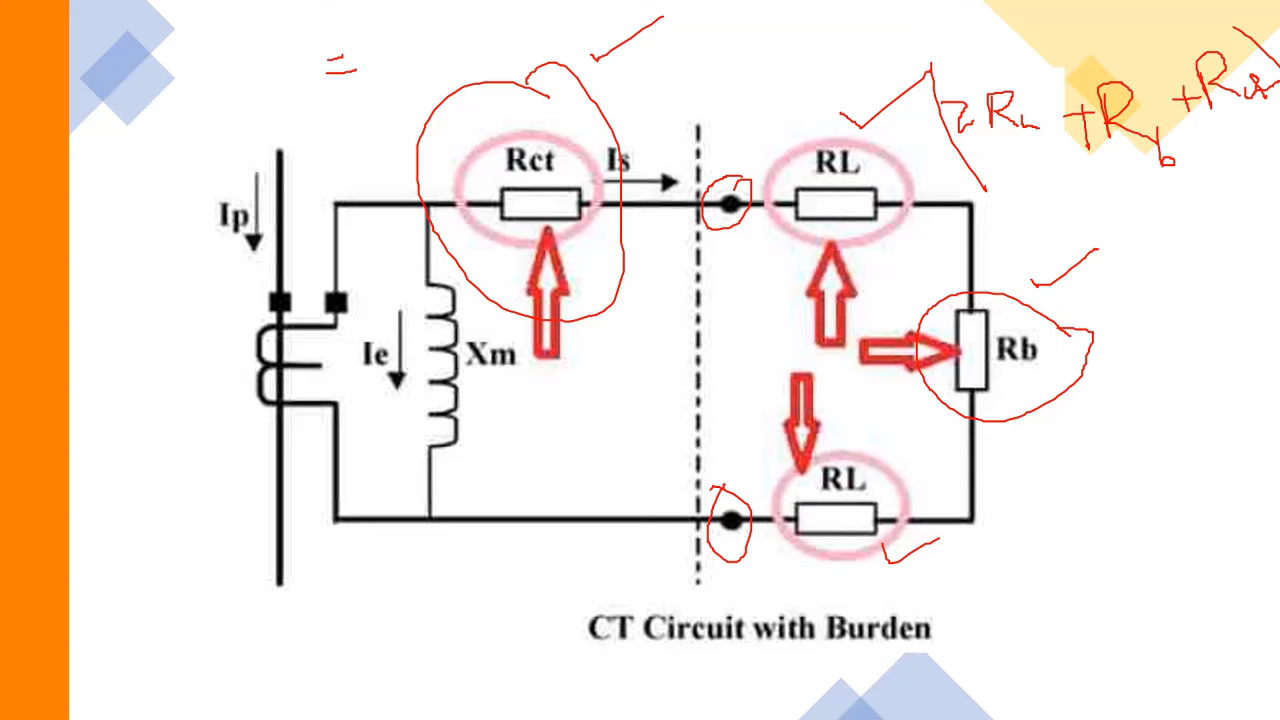 =
(2RL + Rb + Rct)
Rct
Is
RL
Ip
Ie
Xm
Rb
RL
CT Circuit with Burden